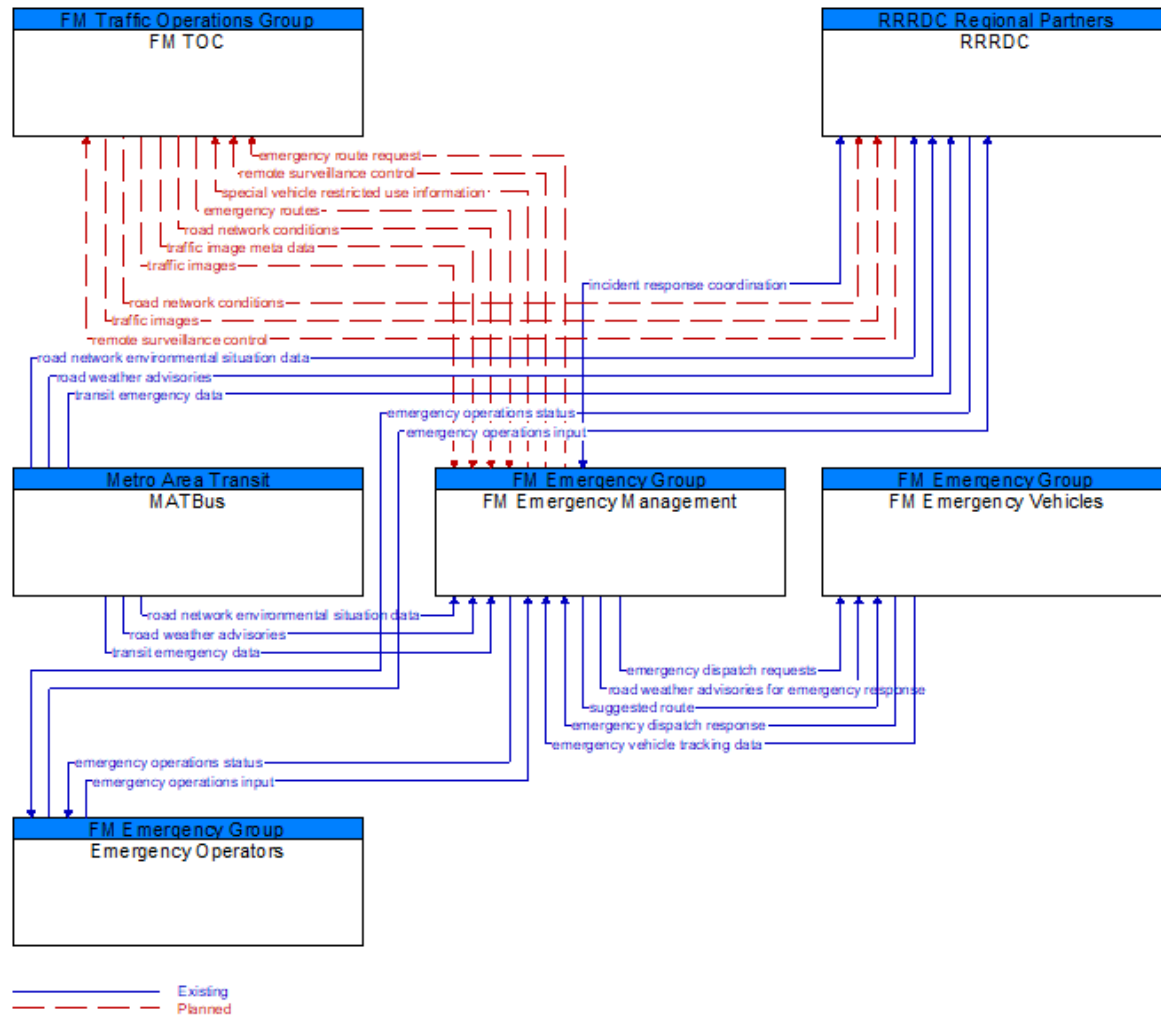 FM Traffic Operations Group
FM TOC
RRRDC Regional Partners
RRRDC
emergency route request
remote surveillance control
special vehicle restricted use information
emergency routes
road network conditions
traffic image meta data
traffic images
incident response coordination
road network conditions
traffic images
remote surveillance control
road network environmental situation data
road weather advisories
transit emergency data
emergency operations status
emergency operations input
Metro Area Transit
MATBus
FM Emergency Group
FM Emergency Management
FM Emergency Group
FM Emergency Vehicles
road network environmental situation data
road weather advisories
transit emergency data
emergency dispatch requests
road weather advisories for emergency response
suggested route
emergency dispatch response
emergency vehicle tracking data
emergency operations status
emergency operations input
FM Emergency Group
Emergency Operators
Existing
Planned